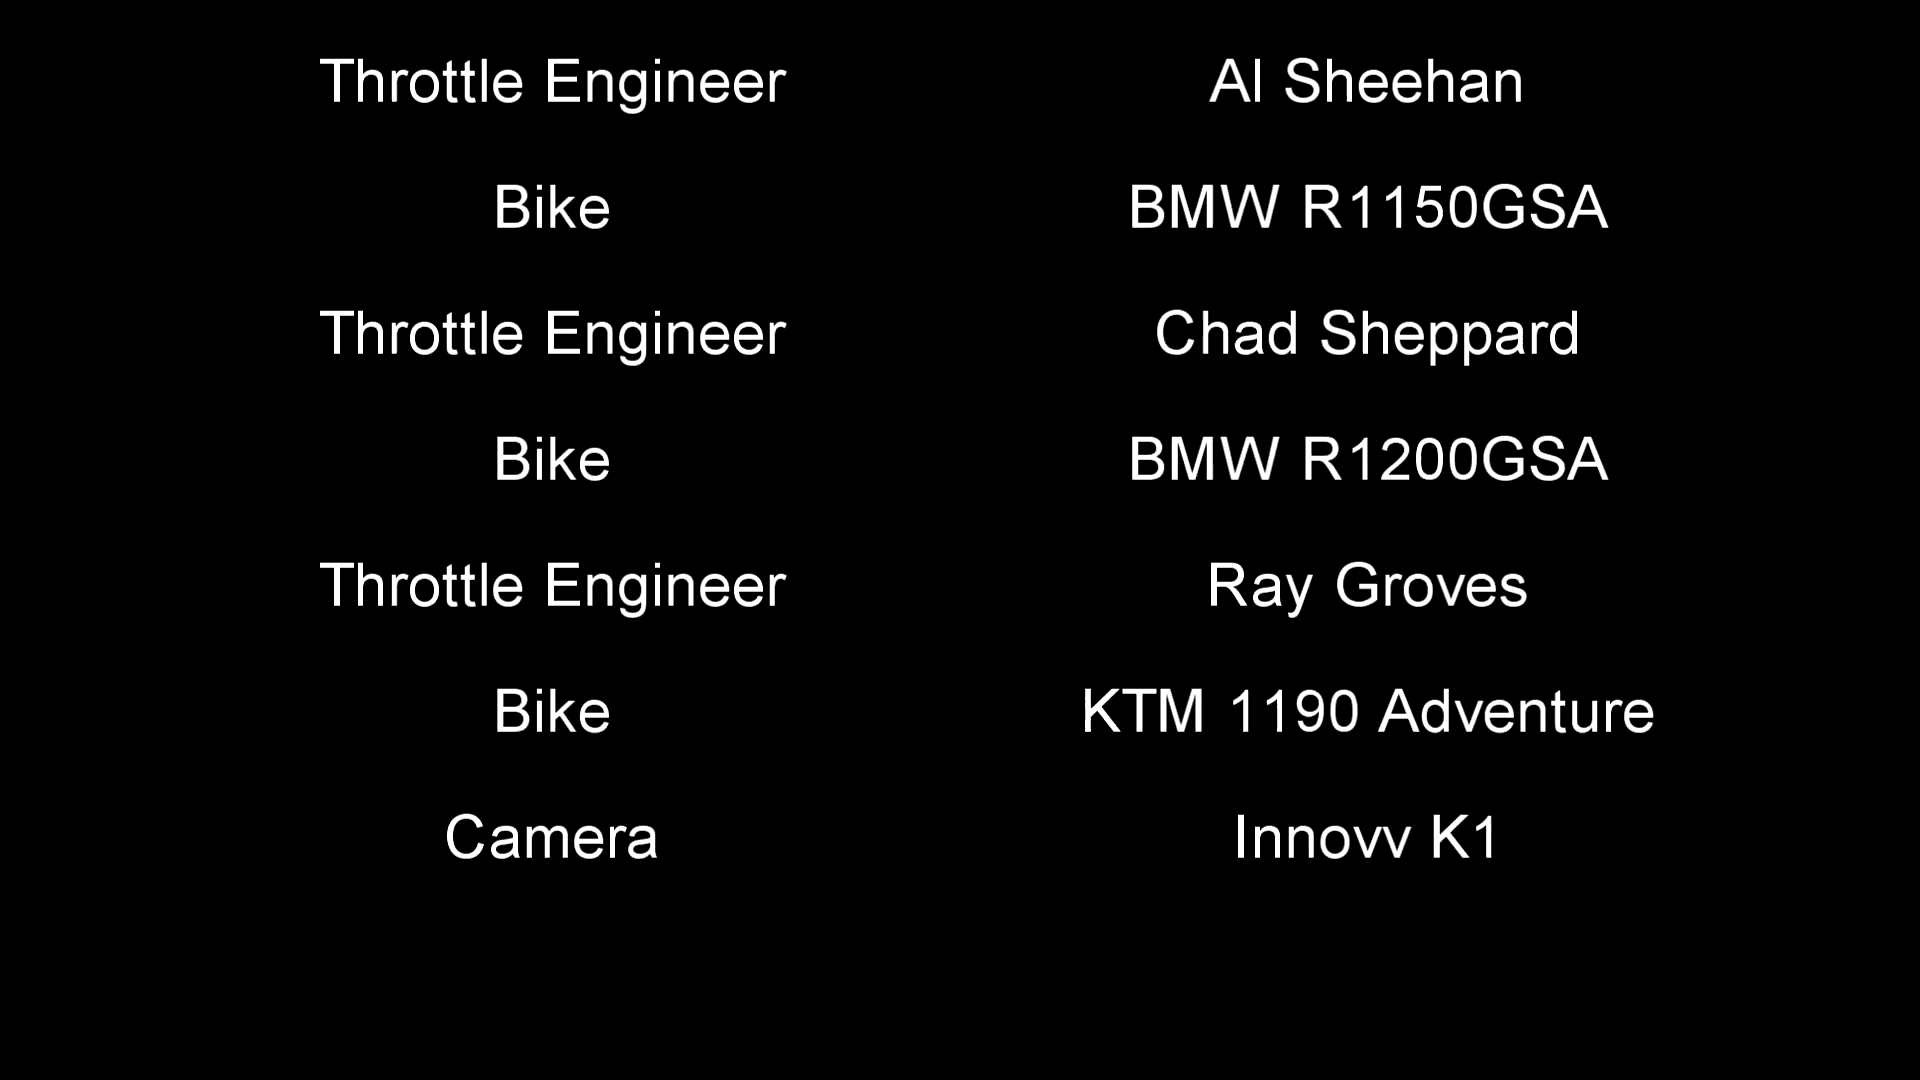 Throttle Engineer Al Sheehan
Bike BMW R1150GSA
Throttle Engineer Chad Sheppard
Bike BMW R1200GSA
Throttle Engineer Ray Groves
Bike KTM 1190 Adventure
Camera Innovv K1